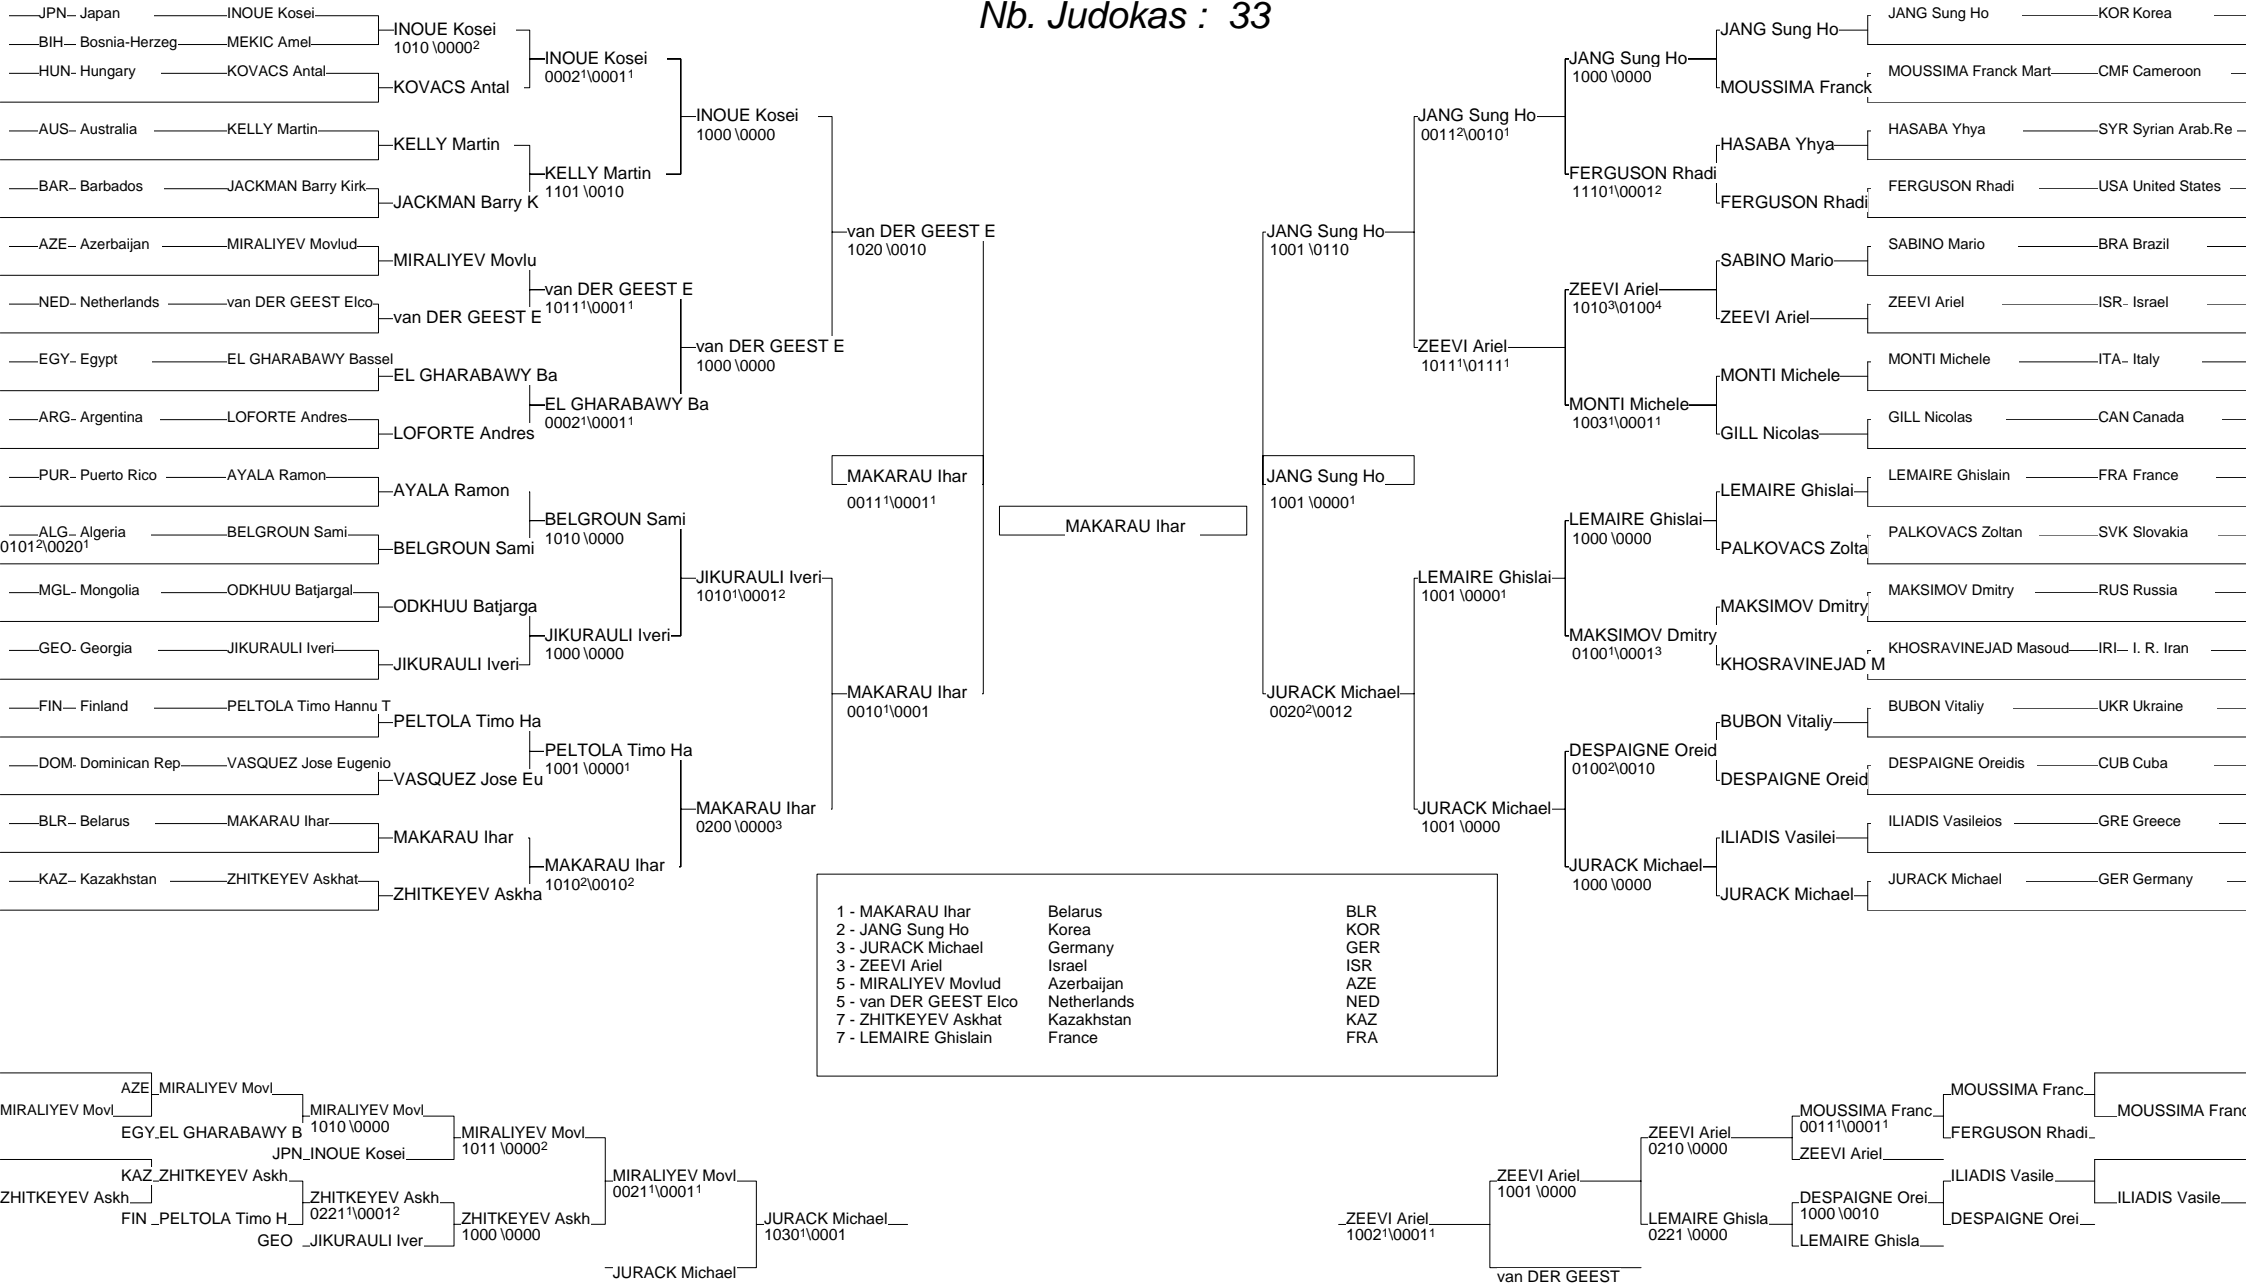 Nb. Judokas : 33
JPN Japan INOUE Kosei
BIH Bosnia-Herzeg MEKIC Amel
HUN Hungary KOVACS Antal
AUS Australia KELLY Martin
BAR Barbados JACKMAN Barry Kirk
AZE Azerbaijan MIRALIYEV Movlud
NED Netherlands van DER GEEST Elco
EGY Egypt EL GHARABAWY Bassel
ARG Argentina LOFORTE Andres
PUR Puerto Rico AYALA Ramon
ALG Algeria BELGROUN Sami
0101²\0020¹
MGL Mongolia ODKHUU Batjargal
GEO Georgia JIKURAULI Iveri
FIN Finland PELTOLA Timo Hannu T
DOM Dominican Rep VASQUEZ Jose Eugenio
BLR Belarus MAKARAU Ihar
KAZ Kazakhstan ZHITKEYEV Askhat
INOUE Kosei
1010 \0000²
KOVACS Antal
KELLY Martin
JACKMAN Barry K
MIRALIYEV Movlu
van DER GEEST E
EL GHARABAWY Ba
LOFORTE Andres
AYALA Ramon
BELGROUN Sami
ODKHUU Batjarga
JIKURAULI Iveri
PELTOLA Timo Ha
VASQUEZ Jose Eu
MAKARAU Ihar
ZHITKEYEV Askha
INOUE Kosei
0002¹\0001¹
KELLY Martin
1101 \0010
van DER GEEST E
1011¹\0001¹
EL GHARABAWY Ba
0002¹\0001¹
BELGROUN Sami
1010 \0000
JIKURAULI Iveri
1000 \0000
PELTOLA Timo Ha
1001 \0000¹
MAKARAU Ihar
1010²\0010²
INOUE Kosei
1000 \0000
van DER GEEST E
1000 \0000
JIKURAULI Iveri
1010¹\0001²
MAKARAU Ihar
0200 \0000³
van DER GEEST E
1020 \0010
MAKARAU Ihar
0010¹\0001
MAKARAU Ihar
0011¹\0001¹
MAKARAU Ihar
JANG Sung Ho
1001 \0000¹
JANG Sung Ho
1001 \0110
JURACK Michael
0020²\0012
JANG Sung Ho
0011²\0010¹
ZEEVI Ariel
1011¹\0111¹
LEMAIRE Ghislai
1001 \0000¹
JURACK Michael
1001 \0000
JANG Sung Ho
1000 \0000
FERGUSON Rhadi
1110¹\0001²
ZEEVI Ariel
1010³\0100⁴
MONTI Michele
1003¹\0001¹
LEMAIRE Ghislai
1000 \0000
MAKSIMOV Dmitry
0100¹\0001³
DESPAIGNE Oreid
0100²\0010
JURACK Michael
1000 \0000
JANG Sung Ho
MOUSSIMA Franck
HASABA Yhya
FERGUSON Rhadi
SABINO Mario
ZEEVI Ariel
MONTI Michele
GILL Nicolas
LEMAIRE Ghislai
PALKOVACS Zolta
MAKSIMOV Dmitry
KHOSRAVINEJAD M
BUBON Vitaliy
DESPAIGNE Oreid
ILIADIS Vasilei
JURACK Michael
JANG Sung Ho KOR Korea
MOUSSIMA Franck Mart CMR Cameroon
HASABA Yhya SYR Syrian Arab.Re
FERGUSON Rhadi USA United States
SABINO Mario BRA Brazil
ZEEVI Ariel ISR Israel
MONTI Michele ITA Italy
GILL Nicolas CAN Canada
LEMAIRE Ghislain FRA France
PALKOVACS Zoltan SVK Slovakia
MAKSIMOV Dmitry RUS Russia
KHOSRAVINEJAD Masoud IRI I. R. Iran
BUBON Vitaliy UKR Ukraine
DESPAIGNE Oreidis CUB Cuba
ILIADIS Vasileios GRE Greece
JURACK Michael GER Germany
1 - MAKARAU Ihar Belarus BLR
2 - JANG Sung Ho Korea KOR
3 - JURACK Michael Germany GER
3 - ZEEVI Ariel Israel ISR
5 - MIRALIYEV Movlud Azerbaijan AZE
5 - van DER GEEST Elco Netherlands NED
7 - ZHITKEYEV Askhat Kazakhstan KAZ
7 - LEMAIRE Ghislain France FRA
MIRALIYEV Movl
ZHITKEYEV Askh
AZE MIRALIYEV Movl
EGY EL GHARABAWY B
KAZ ZHITKEYEV Askh
FIN PELTOLA Timo H
MIRALIYEV Movl
1010 \0000
JPN INOUE Kosei
ZHITKEYEV Askh
0221¹\0001²
GEO JIKURAULI Iver
MIRALIYEV Movl
1011 \0000²
ZHITKEYEV Askh
1000 \0000
MIRALIYEV Movl
0021¹\0001¹
JURACK Michael
JURACK Michael
1030¹\0001
ZEEVI Ariel
1002¹\0001¹
ZEEVI Ariel
1001 \0000
van DER GEEST
ZEEVI Ariel
0210 \0000
LEMAIRE Ghisla
0221 \0000
MOUSSIMA Franc
0011¹\0001¹
ZEEVI Ariel
DESPAIGNE Orei
1000 \0010
LEMAIRE Ghisla
MOUSSIMA Franc
FERGUSON Rhadi
ILIADIS Vasile
DESPAIGNE Orei
MOUSSIMA Franc
ILIADIS Vasile